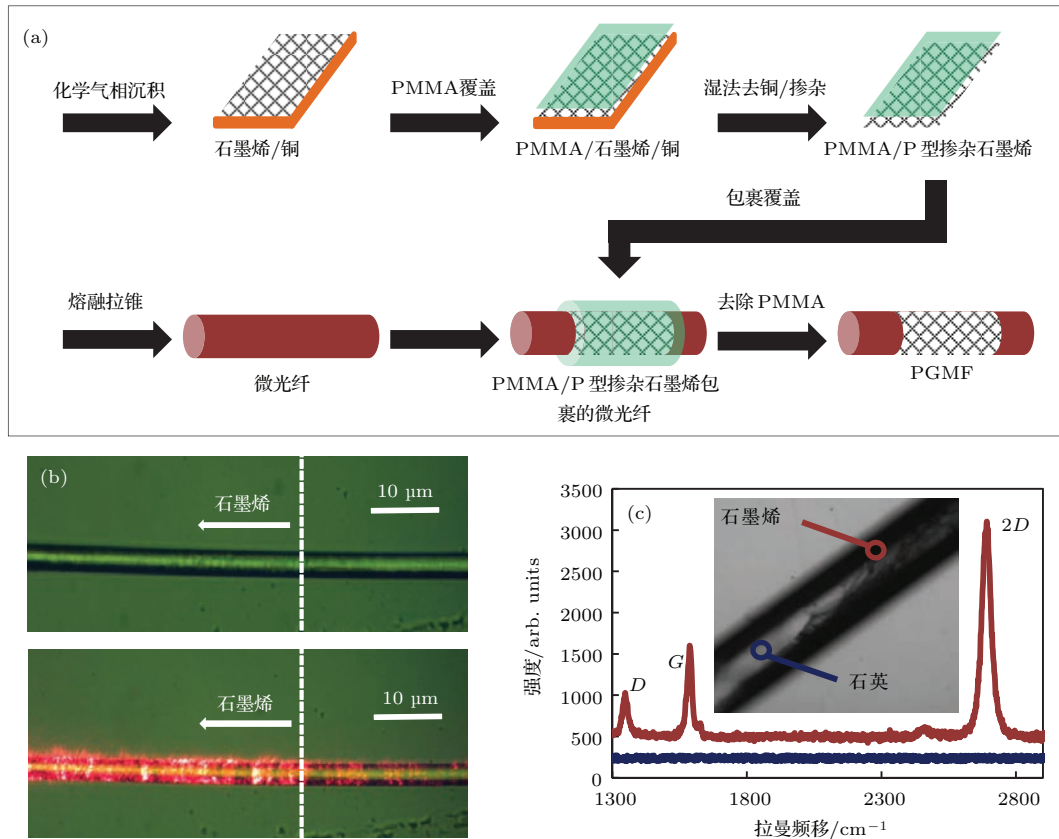 (a)
化学气相沉积
PMMA覆盖
湿法去铜/掺杂
石墨烯/铜
PMMA/石墨烯/铜
PMMA/P 型掺杂石墨烯
包裹覆盖
熔融拉锥
去除 PMMA
微光纤
PMMA/P 型掺杂石墨烯包
裹的微光纤
PGMF
(b)
石墨烯
10 µm
石墨烯
10 µm
(c)
石墨烯
石英
D
G
2D
强度/arb. units
3500
3000
2500
2000
1500
1000
500
0
1300
1800
2300
2800
拉曼频移/cm⁻¹